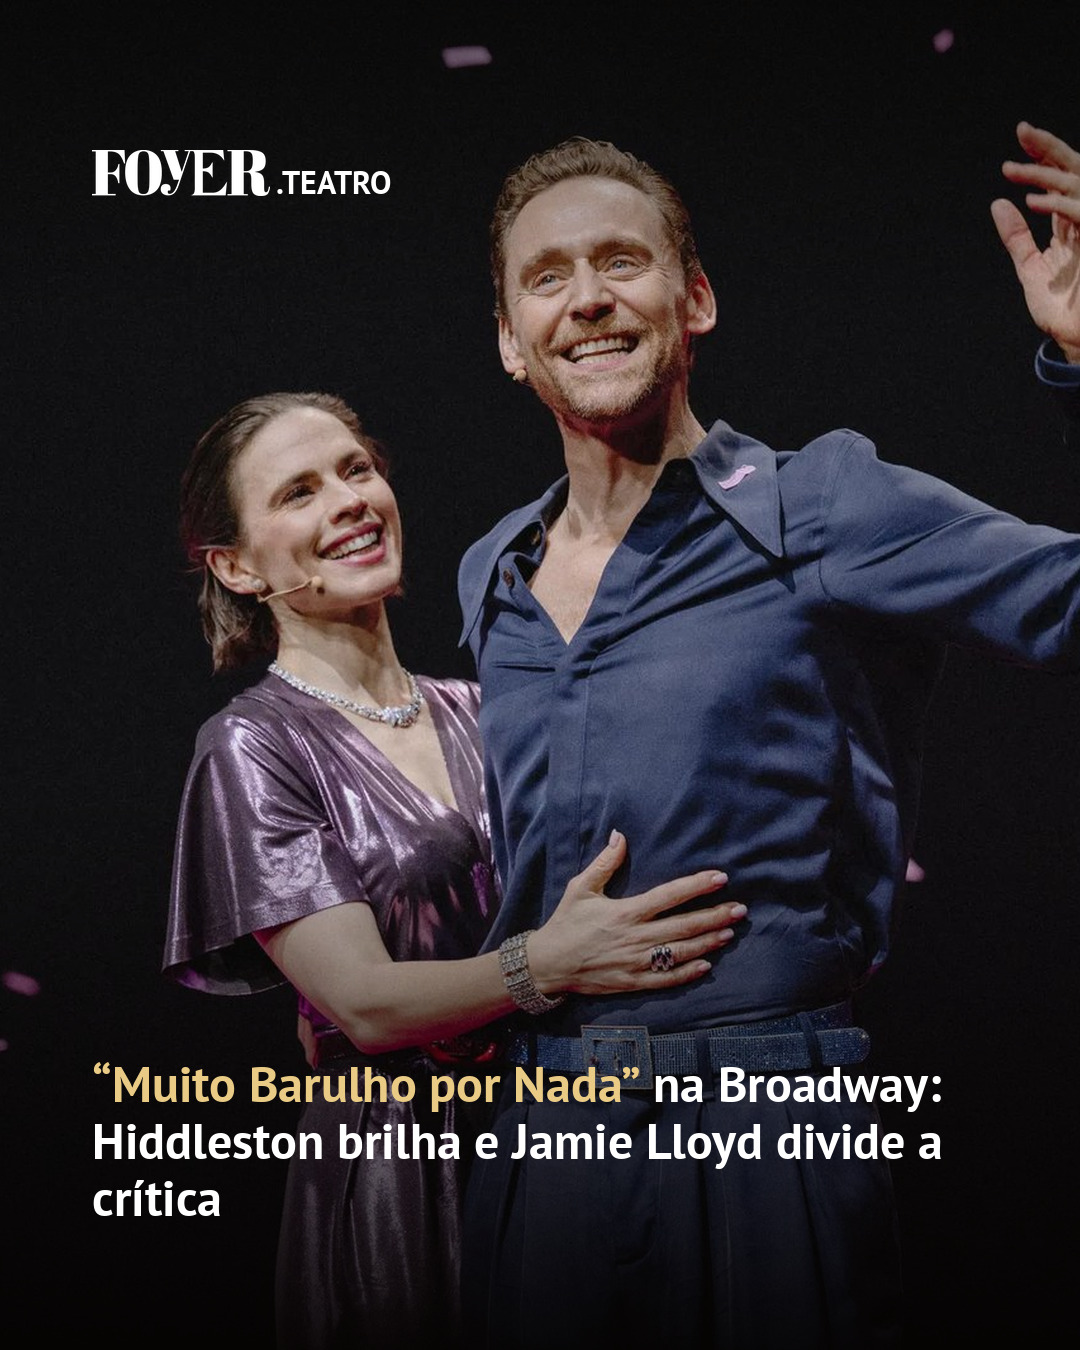 FOYER .TEATRO
“Muito Barulho por Nada” na Broadway:
Hiddleston brilha e Jamie Lloyd divide a
crítica